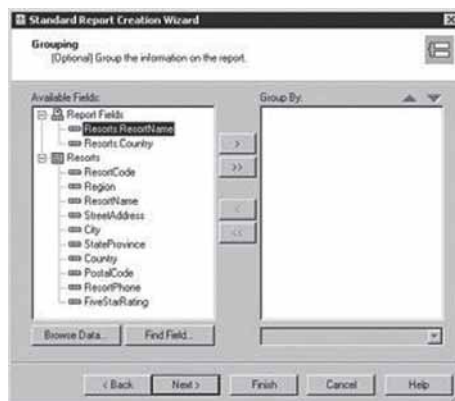 Standard Report Creation Wizard
Grouping
(Optional) Group the information on the report.
Available Fields:
Report Fields
Resorts.ResortName
Resorts.Country
Resorts
ResortCode
Region
ResortName
StreetAddress
City
StateProvince
Country
PostalCode
ResortPhone
FiveStarRating
Browse Data...
Find Field...
>
>>
<
<<
Group By:
< Back
Next >
Finish
Cancel
Help